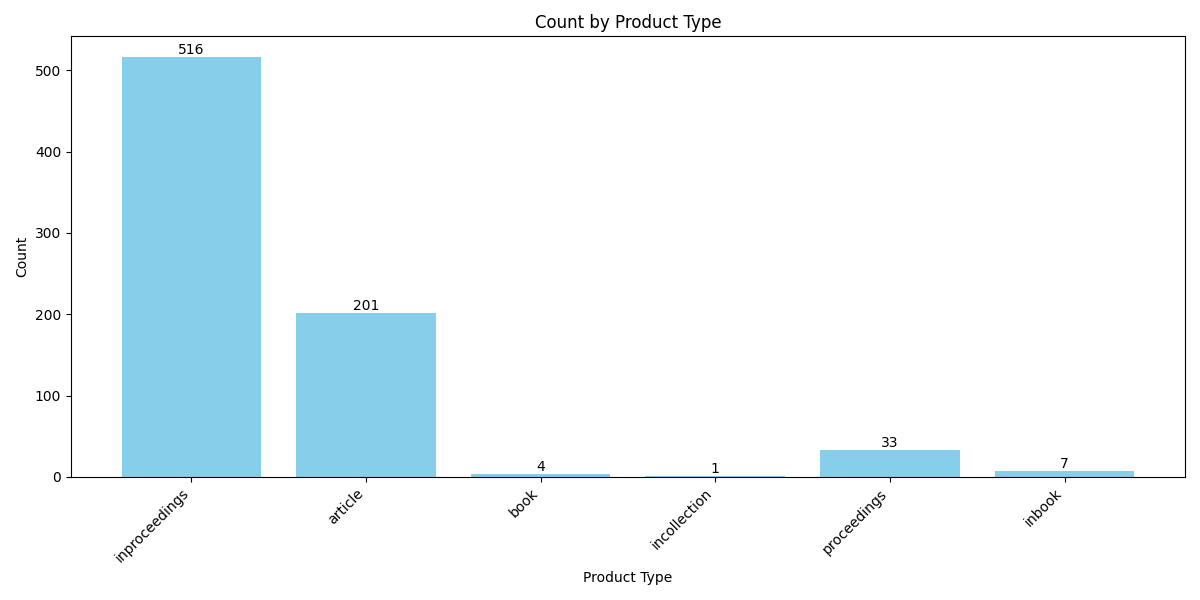 Count by Product Type
516
500
400
300
201
200
100
33
7
4
1
0
Count
inproceedings
article
book
incollection
proceedings
inbook
Product Type